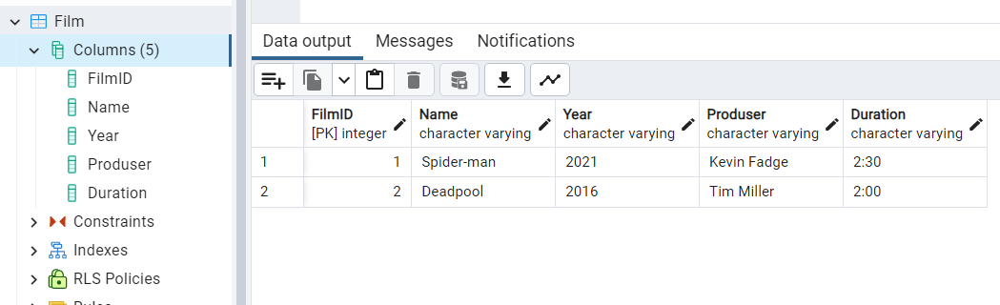 Film
Columns (5)
FilmID
Name
Year
Produser
Duration
Constraints
Indexes
RLS Policies
Data output Messages Notifications
FilmID Name Year Produser Duration
[PK] integer character varying character varying character varying character varying
1 1 Spider-man 2021 Kevin Fadge 2:30
2 2 Deadpool 2016 Tim Miller 2:00